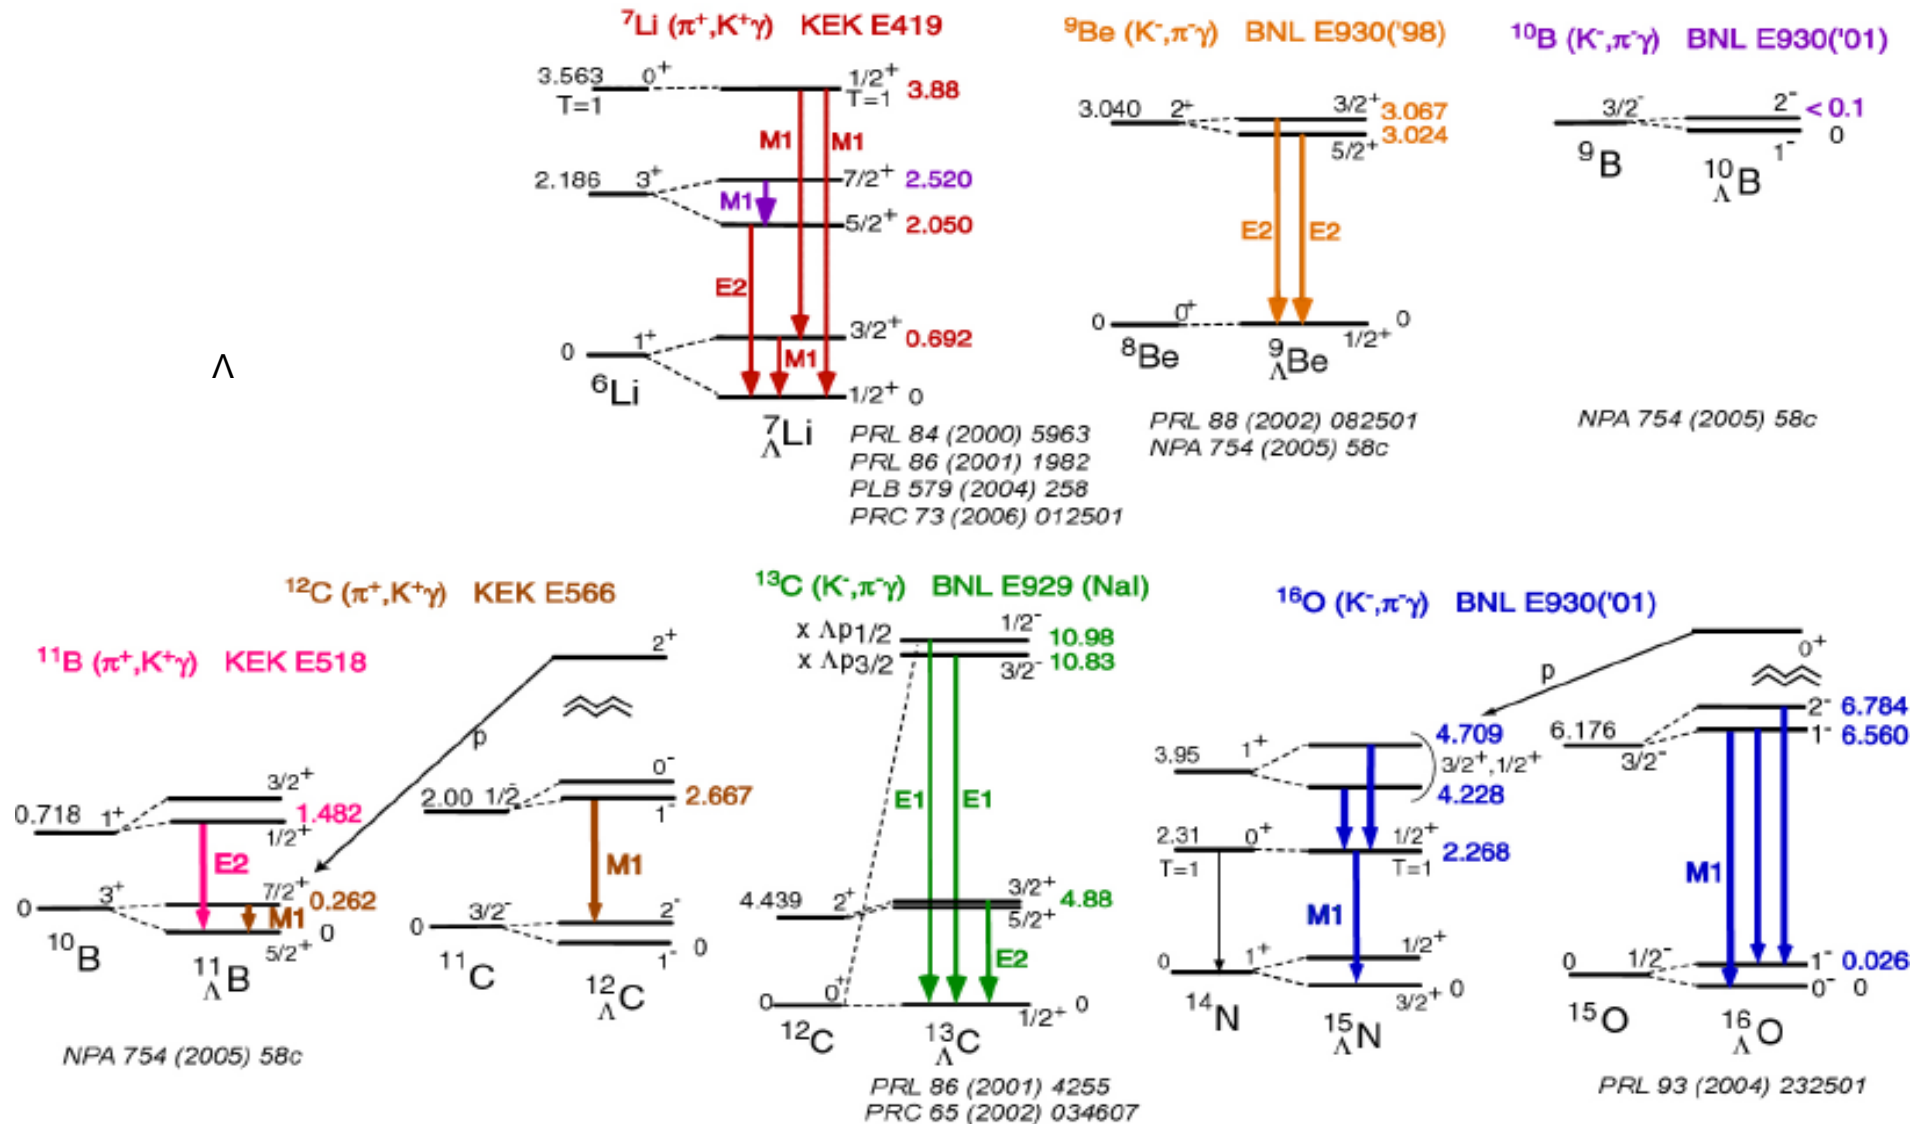 ⁷Li (π⁺,K⁺γ) KEK E419
3.563 0⁺ 1/2⁺ 3.88
T=1 T=1
M1 M1
2.186 3⁺ 7/2⁺ 2.520
M1
5/2⁺ 2.050
E2
3/2⁺ 0.692
0 1⁺ M1
⁶Li 1/2⁺ 0
⁷ΛLi
PRL 84 (2000) 5963
PRL 86 (2001) 1982
PLB 579 (2004) 258
PRC 73 (2006) 012501
Λ
⁹Be (K⁻,π⁻γ) BNL E930('98)
3.040 2⁺ 3/2⁺ 3.067
3.024
5/2⁺
E2 E2
0 0⁺ 0
⁸Be ⁹ΛBe 1/2⁺
PRL 88 (2002) 082501
NPA 754 (2005) 58c
¹⁰B (K⁻,π⁻γ) BNL E930('01)
3/2⁻ 2⁻ < 0.1
0
⁹B ¹⁰ΛB 1⁻
NPA 754 (2005) 58c
¹²C (π⁺,K⁺γ) KEK E566
¹¹B (π⁺,K⁺γ) KEK E518
2⁺
p
0.718 1⁺ 3/2⁺ 1.482
1/2⁺
E2
0 3⁺ 7/2⁺ 0.262
M1
¹⁰B ¹¹ΛB 5/2⁺ 0
2.00 1/2⁻ 0⁻ 2.667
1⁻
M1
0 3/2⁻ 2⁻
0
¹¹C ¹²ΛC 1⁻
NPA 754 (2005) 58c
¹³C (K⁻,π⁻γ) BNL E929 (NaI)
x Λp1/2 1/2⁻ 10.98
x Λp3/2 3/2⁻ 10.83
E1 E1
4.439 2⁺ 3/2⁺ 4.88
5/2⁺
E2
0 0⁺ 1/2⁺ 0
¹²C ¹³ΛC
PRL 86 (2001) 4255
PRC 65 (2002) 034607
¹⁶O (K⁻,π⁻γ) BNL E930('01)
0⁺
p
3.95 1⁺ 4.709
3/2⁺,1/2⁺
4.228
2.31 0⁺ 1/2⁺ 2.268
T=1 T=1
M1
0 1⁺ 1/2⁺
¹⁴N ¹⁵ΛN 3/2⁺ 0
6.176 2⁻ 6.784
3/2⁻ 1⁻ 6.560
M1
0 1/2⁻ 1⁻ 0.026
0⁻ 0
¹⁵O ¹⁶ΛO
PRL 93 (2004) 232501